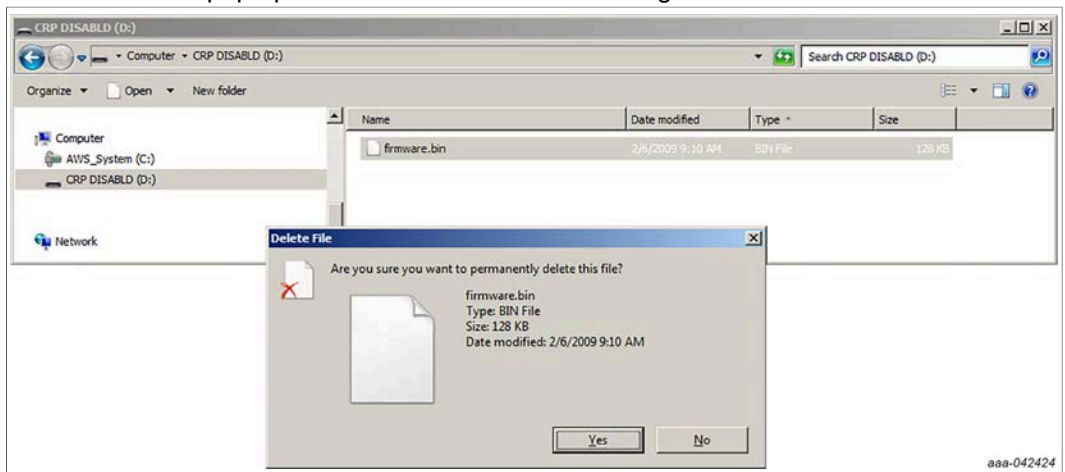 CRP DISABLD (D:)
Computer CRP DISABLD (D:)
Search CRP DISABLD (D:)
Organize Open New folder
Name Date modified Type Size
Computer
firmware.bin 2/6/2009 9:10 AM BIN File 128 KB
AWS_System (C:)
CRP DISABLD (D:)
Network
Delete File
Are you sure you want to permanently delete this file?
firmware.bin
Type: BIN File
Size: 128 KB
Date modified: 2/6/2009 9:10 AM
Yes No
aaa-042424